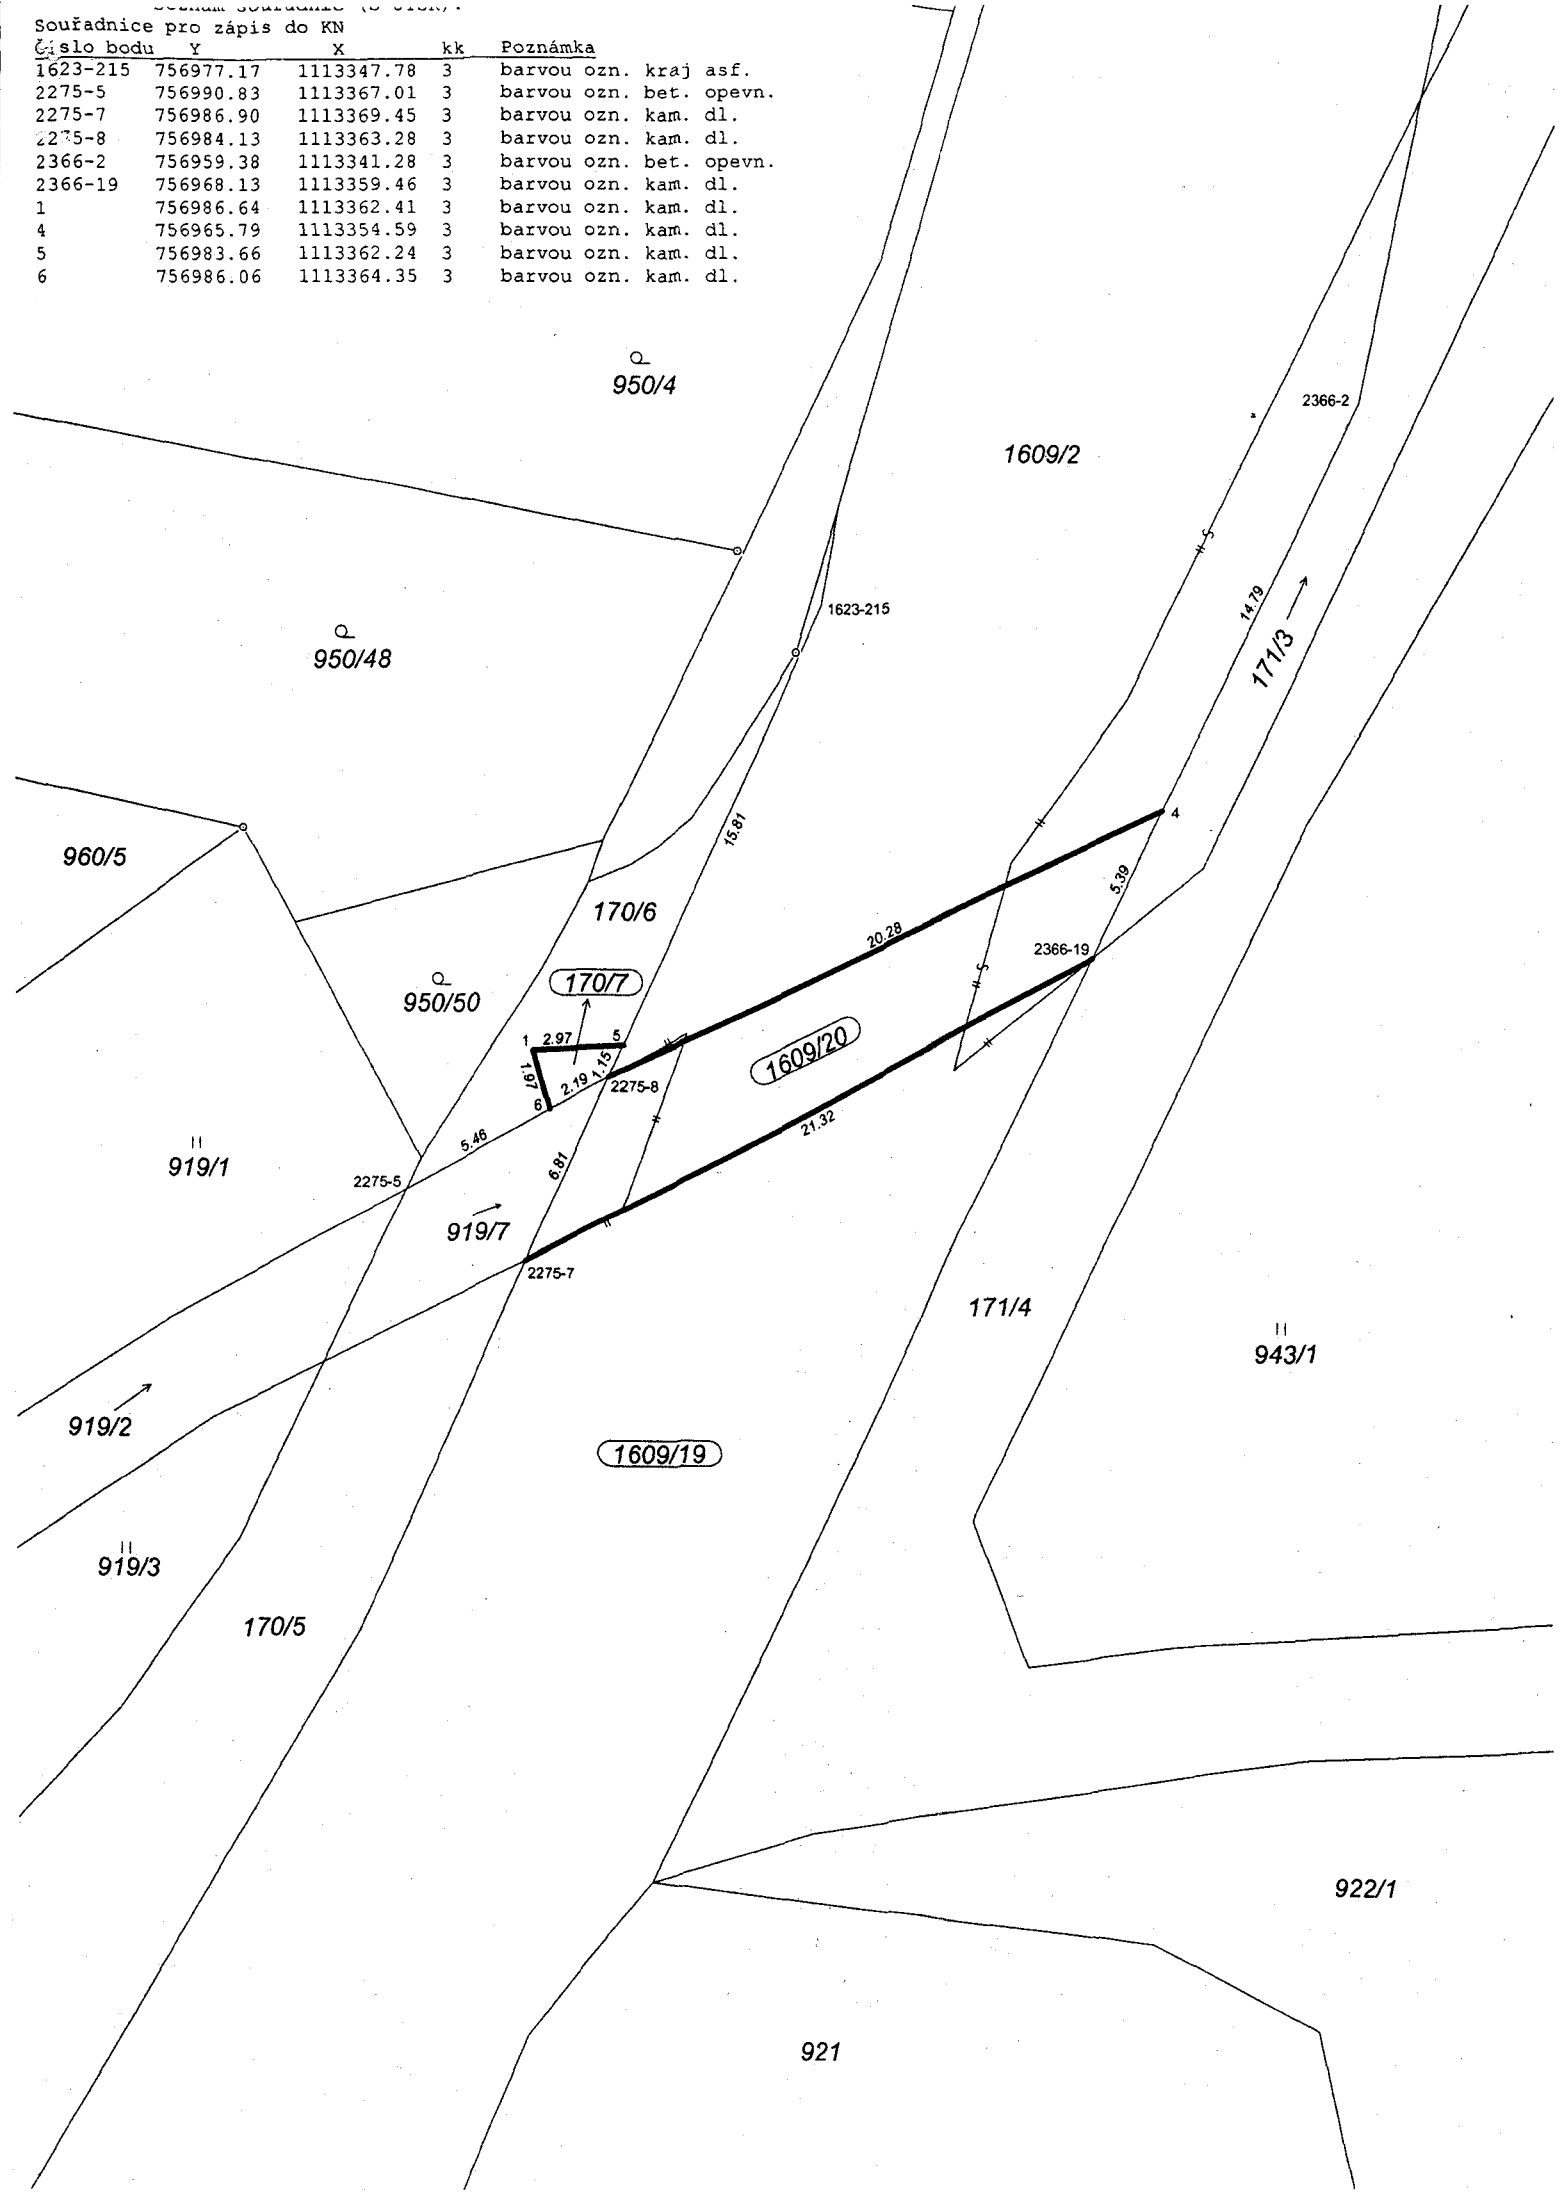 Souřadnice pro zápis do KN
Číslo bodu Y X kk Poznámka
1623-215 756977.17 1113347.78 3 barvou ozn. kraj asf.
2275-5 756990.83 1113367.01 3 barvou ozn. bet. opevn.
2275-7 756986.90 1113369.45 3 barvou ozn. kam. dl.
2275-8 756984.13 1113363.28 3 barvou ozn. kam. dl.
2366-2 756959.38 1113341.28 3 barvou ozn. bet. opevn.
2366-19 756968.13 1113359.46 3 barvou ozn. kam. dl.
1 756986.64 1113362.41 3 barvou ozn. kam. dl.
4 756965.79 1113354.59 3 barvou ozn. kam. dl.
5 756983.66 1113362.24 3 barvou ozn. kam. dl.
6 756986.06 1113364.35 3 barvou ozn. kam. dl.
950/4
2366-2
1609/2
1623-215
14.79
950/48
171/3
4
15.81
960/5
5.39
170/6
20.28
2366-19
170/7
950/50
1 2.97 5
1609/20
1.97
2.19
1.15
2275-8
6
21.32
5.46
919/1
6.81
2275-5
919/7
2275-7
171/4
943/1
919/2
1609/19
919/3
170/5
922/1
921